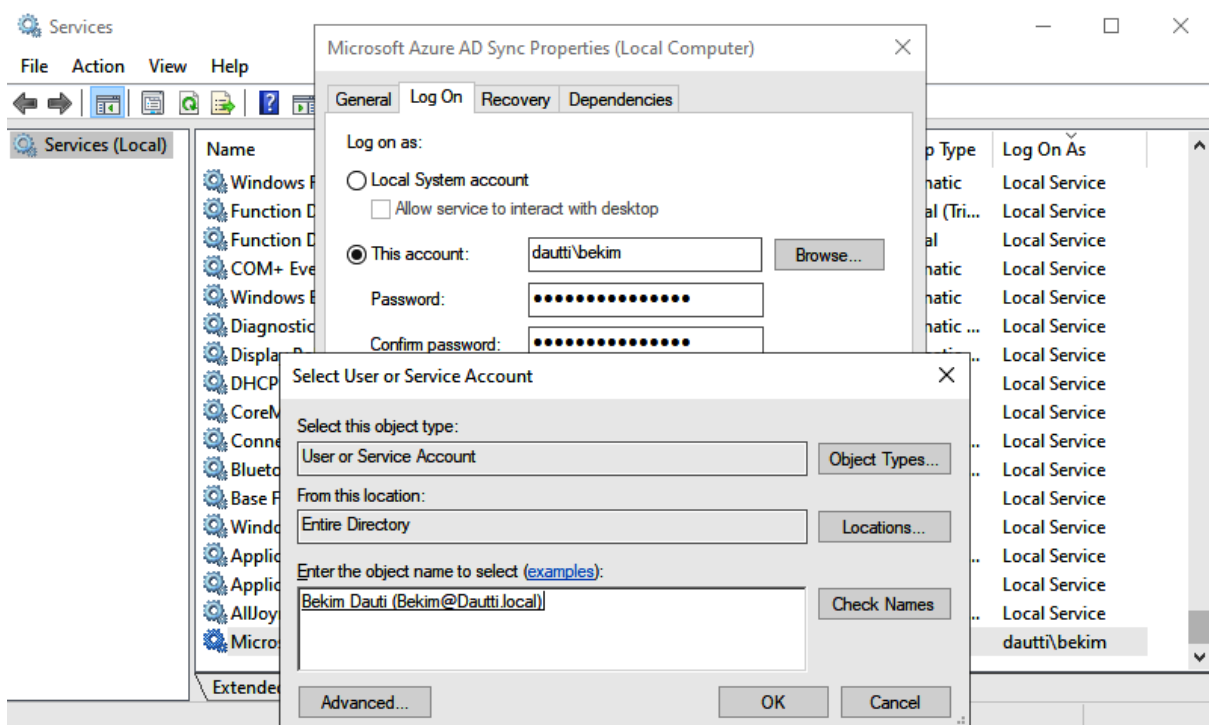 Services
Microsoft Azure AD Sync Properties (Local Computer)
File Action View Help
General Log On Recovery Dependencies
Services (Local)
Name
p Type Log On As
Log on as:
Local System account
Allow service to interact with desktop
This account: dautti\bekim Browse...
Password: •••••••••••••••
Confirm password: •••••••••••••••
Windows F hatic Local Service
Function D al (Tri... Local Service
Function D al Local Service
COM+ Eve hatic Local Service
Windows E hatic Local Service
Diagnostic hatic ... Local Service
Local Service
DHCP Local Service
CoreM Local Service
Conne Local Service
Blueto Local Service
Base F Local Service
Windo Local Service
Applic Local Service
Applic Local Service
AllJoy Local Service
Micro dautti\bekim
Select User or Service Account
Select this object type:
User or Service Account Object Types...
From this location:
Entire Directory Locations...
Enter the object name to select (examples):
Bekim Dauti (Bekim@Dautti.local) Check Names
Advanced... OK Cancel
Extended